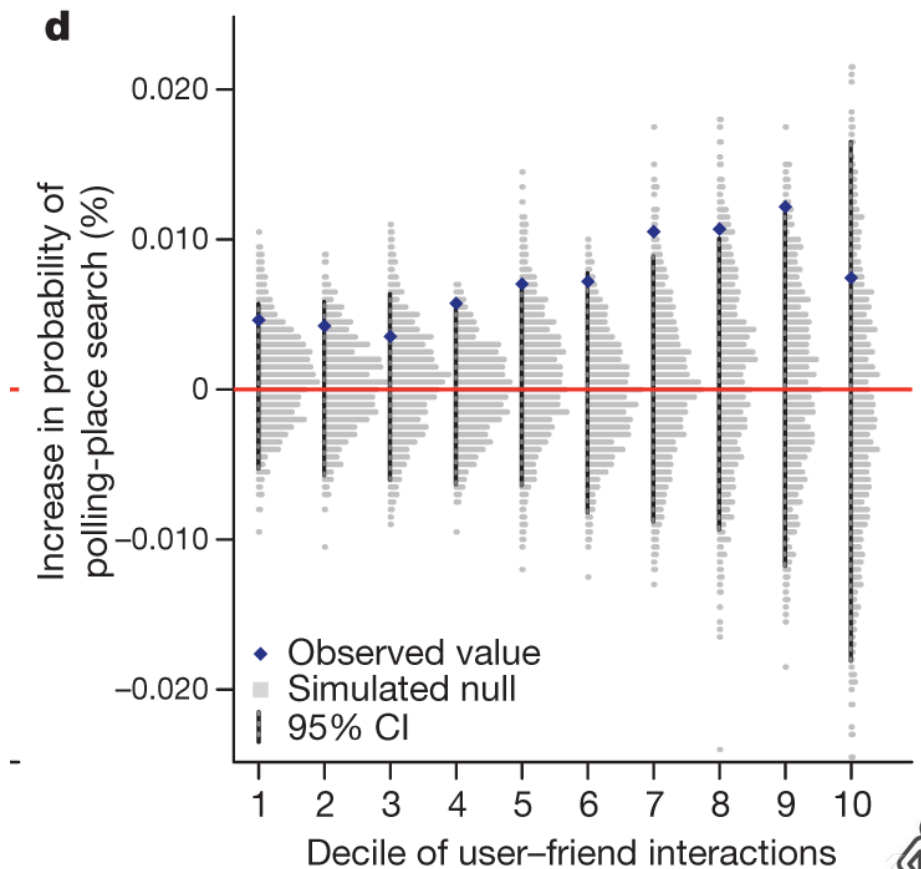 d
Increase in probability of
polling-place search (%)
0.020
0.010
0
−0.010
−0.020
Observed value
Simulated null
95% CI
1 2 3 4 5 6 7 8 9 10
Decile of user–friend interactions